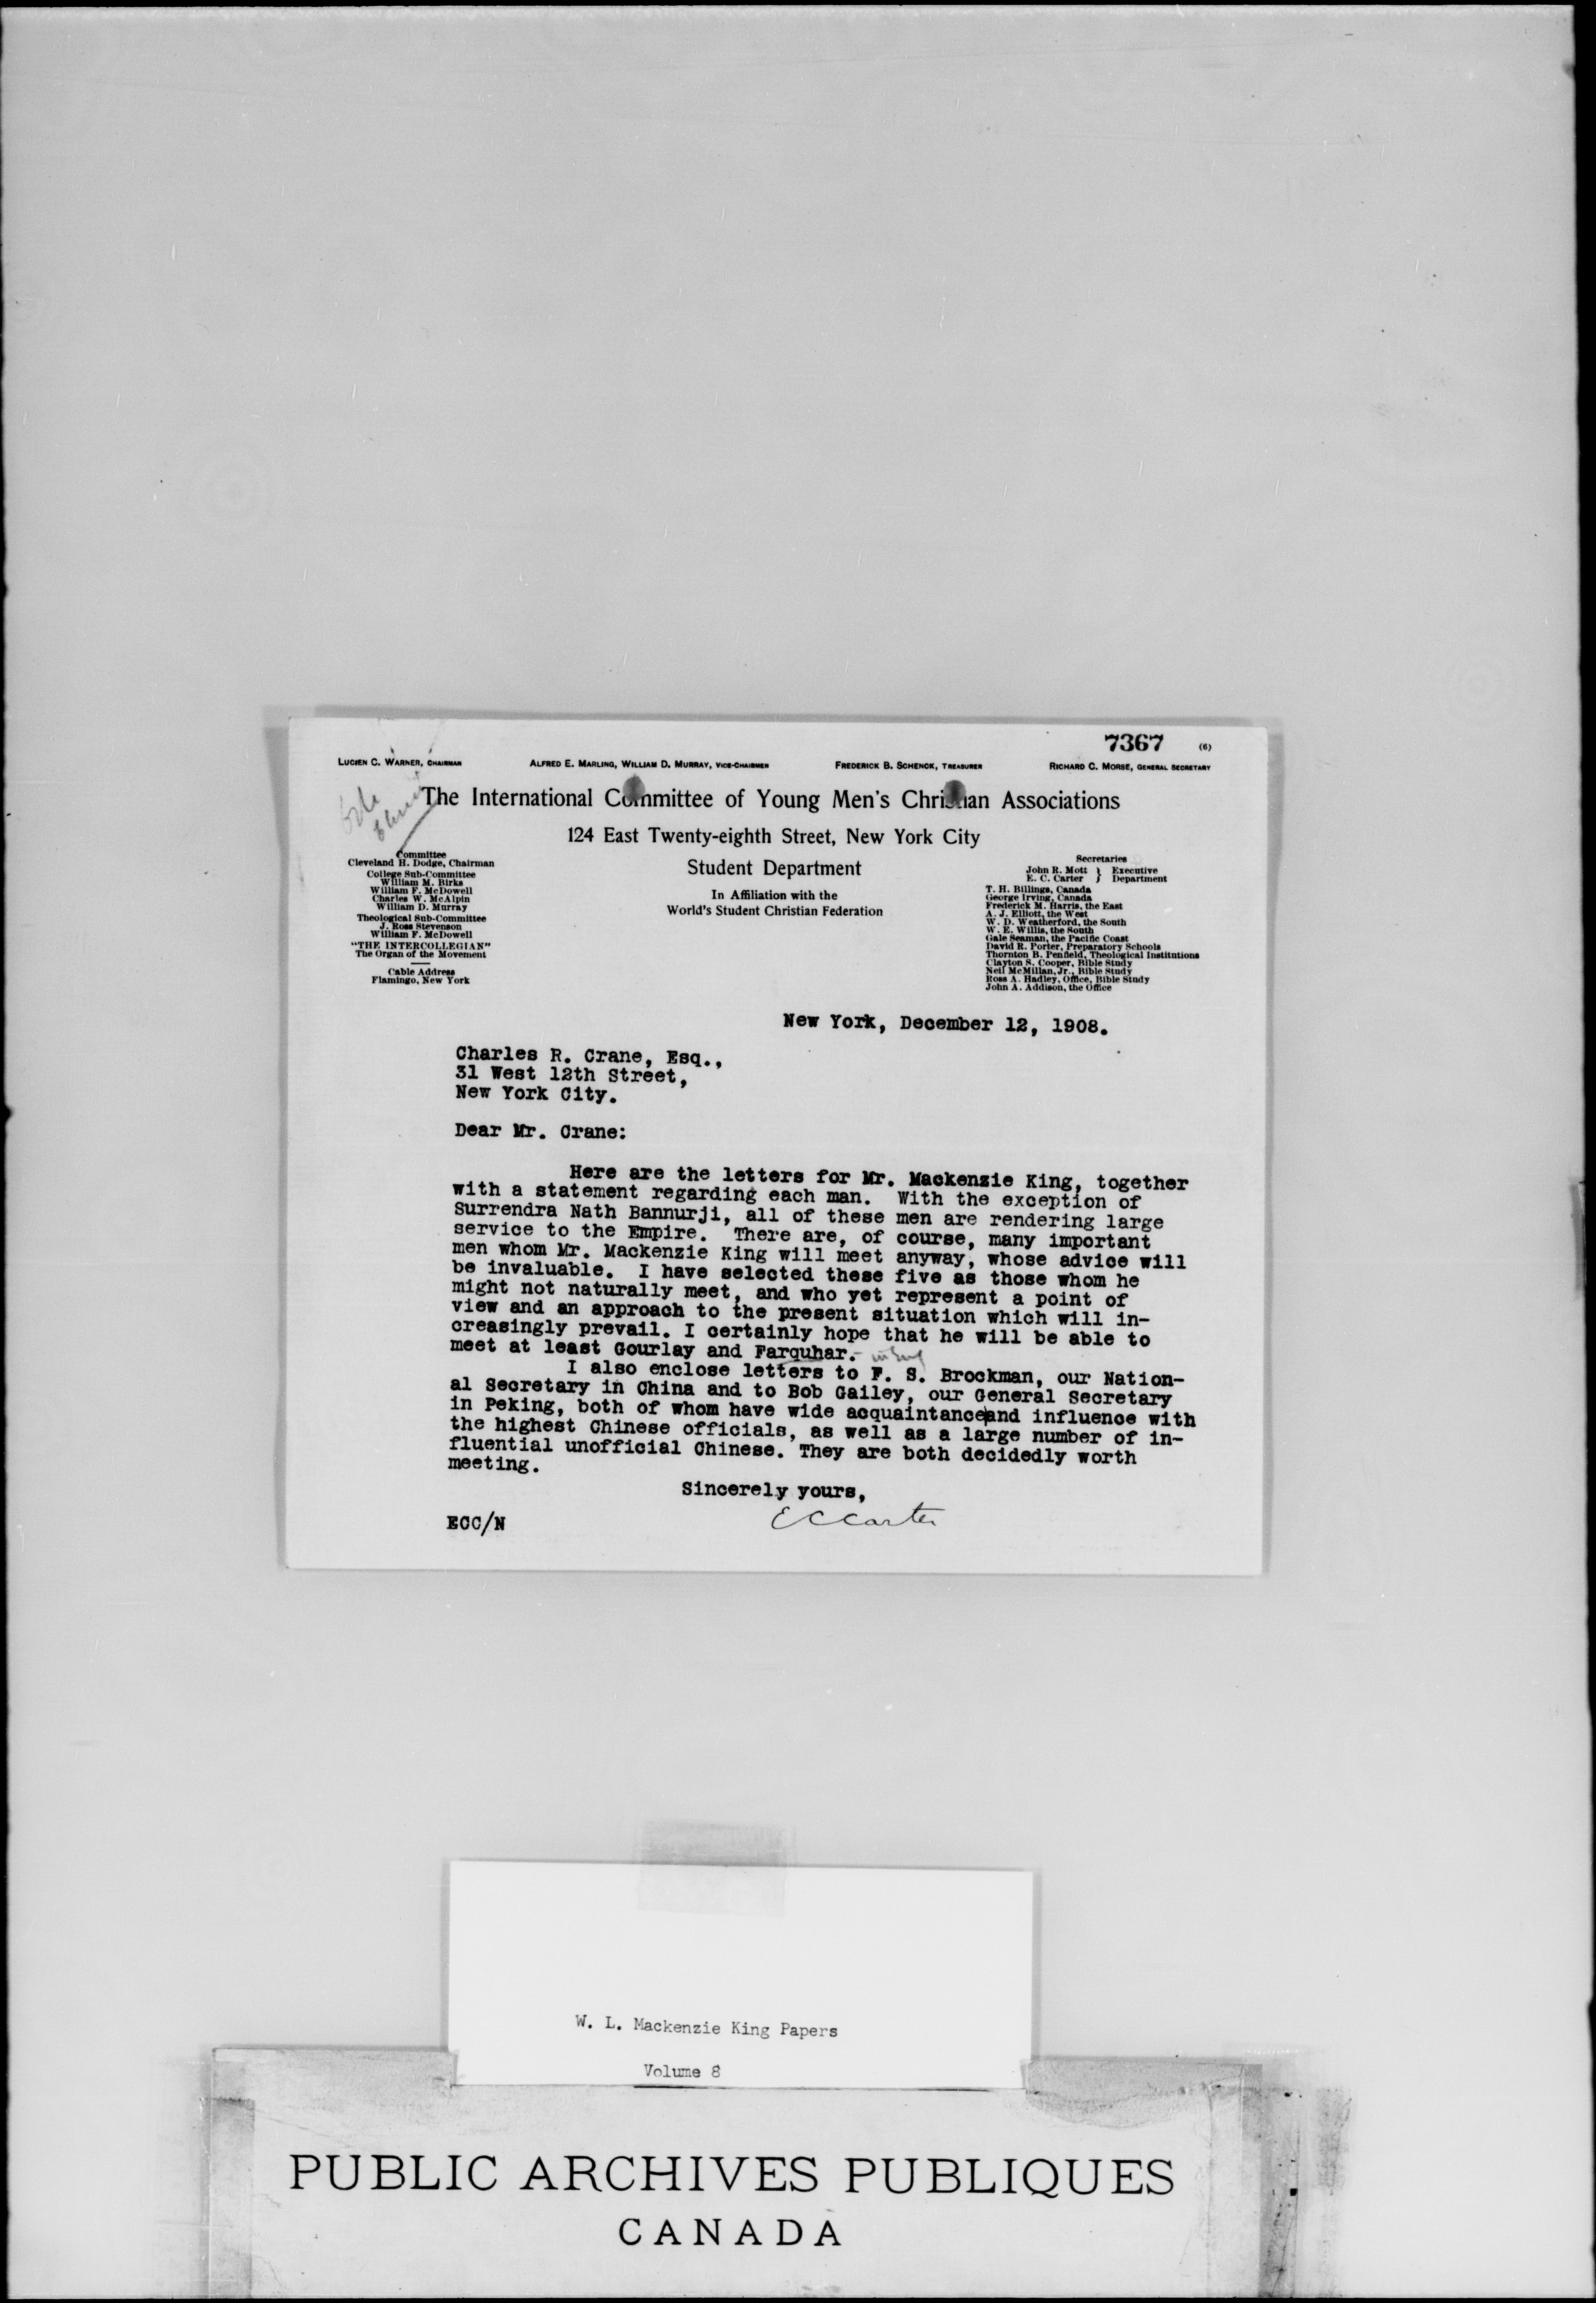 7367 (6)
LUCIEN C. WARNER, CHAIRMAN ALFRED E. MARLING, WILLIAM D. MURRAY, VICE-CHAIRMEN FREDERICK B. SCHENCK, TREASURER RICHARD C. MORSE, GENERAL SECRETARY
The International Committee of Young Men's Christian Associations
124 East Twenty-eighth Street, New York City
Student Department
In Affiliation with the
World's Student Christian Federation
Committee
Cleveland H. Dodge, Chairman
College Sub-Committee
William M. Birks
William F. McDowell
Charles W. McAlpin
William D. Murray
Theological Sub-Committee
J. Ross Stevenson
William F. McDowell
"THE INTERCOLLEGIAN"
The Organ of the Movement
Cable Address
Flamingo, New York
Secretaries
John R. Mott } Executive
E. C. Carter } Department
T. H. Billings, Canada
George Irving, Canada
Frederick M. Harris, the East
A. J. Elliott, the West
W. D. Weatherford, the South
W. E. Willis, the South
Gale Seaman, the Pacific Coast
David R. Porter, Preparatory Schools
Thornton B. Penfield, Theological Institutions
Clayton S. Cooper, Bible Study
Neil McMillan, Jr., Bible Study
Ross A. Hadley, Office, Bible Study
John A. Addison, the Office
New York, December 12, 1908.
Charles R. Crane, Esq.,
31 West 12th Street,
New York City.
Dear Mr. Crane:
Here are the letters for Mr. Mackenzie King, together
with a statement regarding each man. With the exception of
Surrendra Nath Bannurji, all of these men are rendering large
service to the Empire. There are, of course, many important
men whom Mr. Mackenzie King will meet anyway, whose advice will
be invaluable. I have selected these five as those whom he
might not naturally meet, and who yet represent a point of
view and an approach to the present situation which will in-
creasingly prevail. I certainly hope that he will be able to
meet at least Gourlay and Farquhar.
I also enclose letters to F. S. Brockman, our Nation-
al Secretary in China and to Bob Gailey, our General Secretary
in Peking, both of whom have wide acquaintance and influence with
the highest Chinese officials, as well as a large number of in-
fluential unofficial Chinese. They are both decidedly worth
meeting.
Sincerely yours,
ECCarter
ECC/N
W. L. Mackenzie King Papers
Volume 8
PUBLIC ARCHIVES PUBLIQUES
CANADA